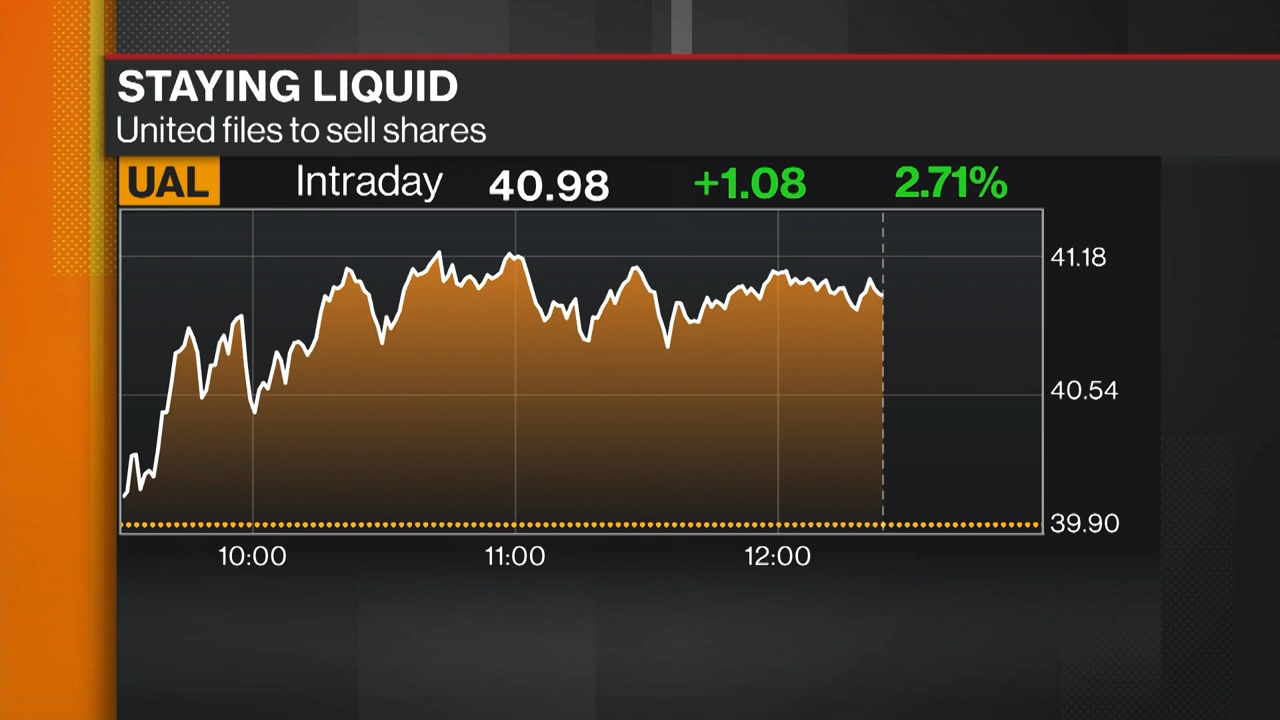 STAYING LIQUID
United files to sell shares
UAL Intraday 40.98 +1.08 2.71%
41.18
40.54
39.90
10:00 11:00 12:00